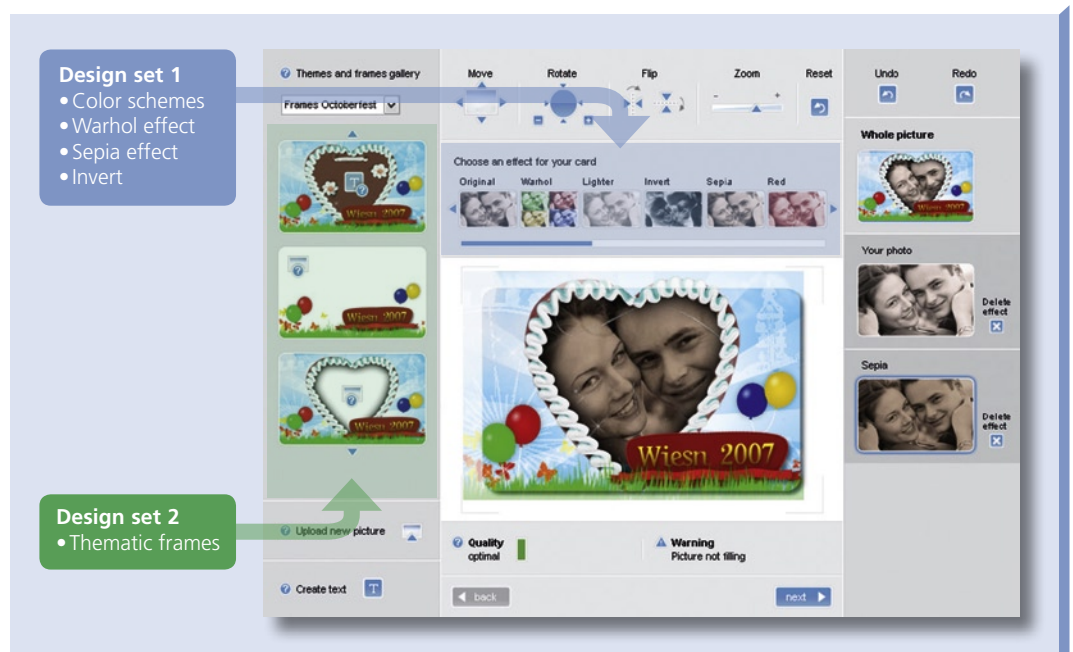 Design set 1
• Color schemes
• Warhol effect
• Sepia effect
• Invert
Design set 2
• Thematic frames
Themes and frames gallery
Frames Octoberfest
Wiesn 2007
Wiesn 2007
Wiesn 2007
Upload new picture
Create text
T
Move
Rotate
Flip
Zoom
Reset
- +
Choose an effect for your card
Original Warhol Lighter Invert Sepia Red
Wiesn 2007
Quality
optimal
Warning
Picture not filling
back
next
Undo
Redo
Whole picture
Wiesn 2007
Your photo
Delete
effect
Sepia
Delete
effect